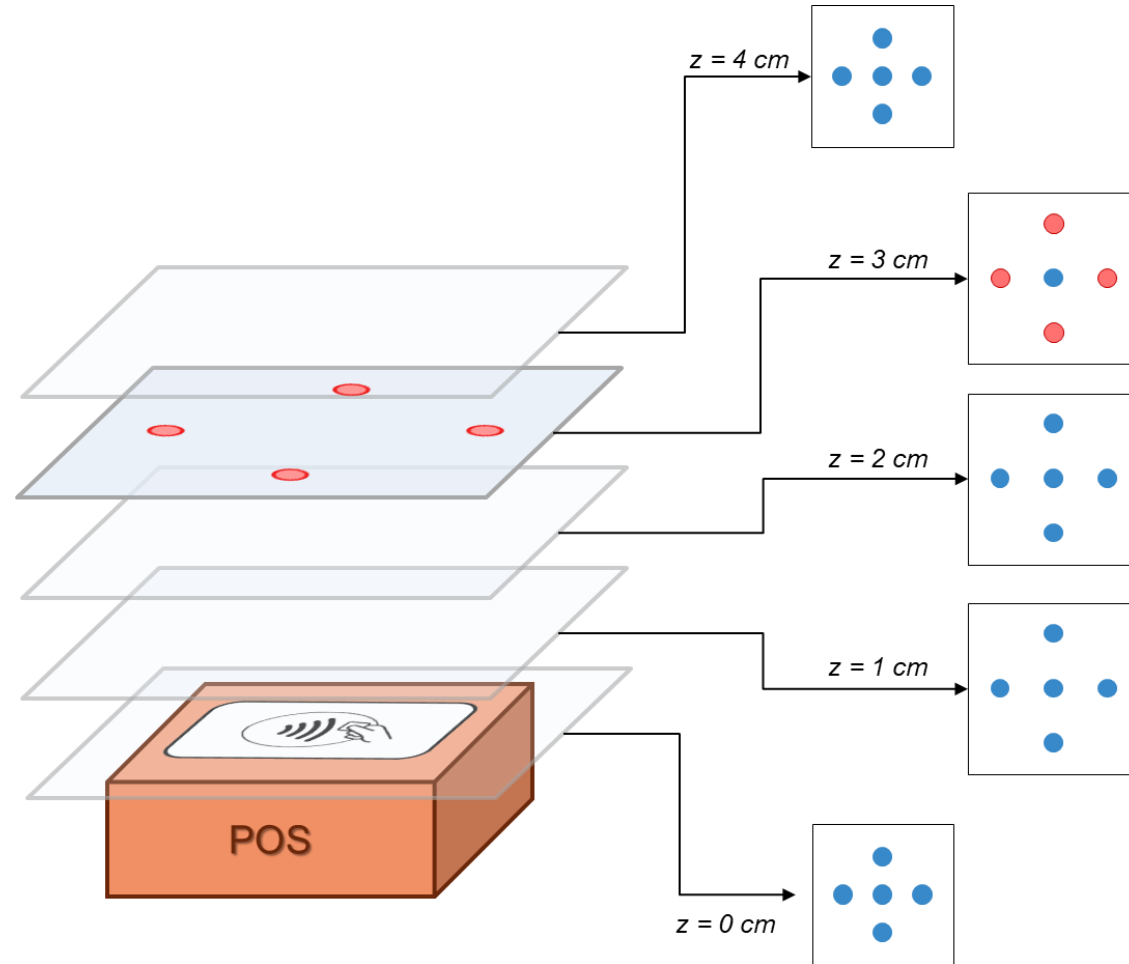 z = 4 cm
z = 3 cm
z = 2 cm
z = 1 cm
POS
z = 0 cm